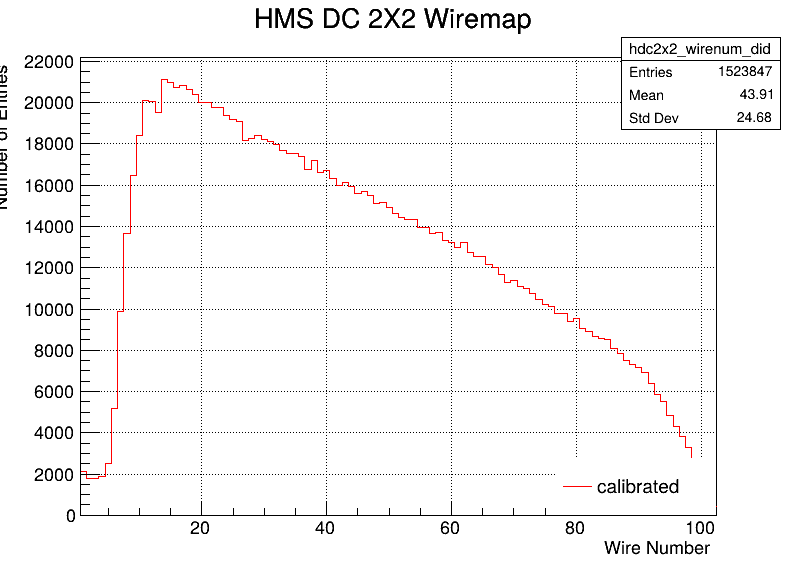 HMS DC 2X2 Wiremap
hdc2x2_wirenum_did
Entries 1523847
Mean 43.91
Std Dev 24.68
Number of Entries
22000
20000
18000
16000
14000
12000
10000
8000
6000
4000
2000
0
calibrated
20 40 60 80 100
Wire Number